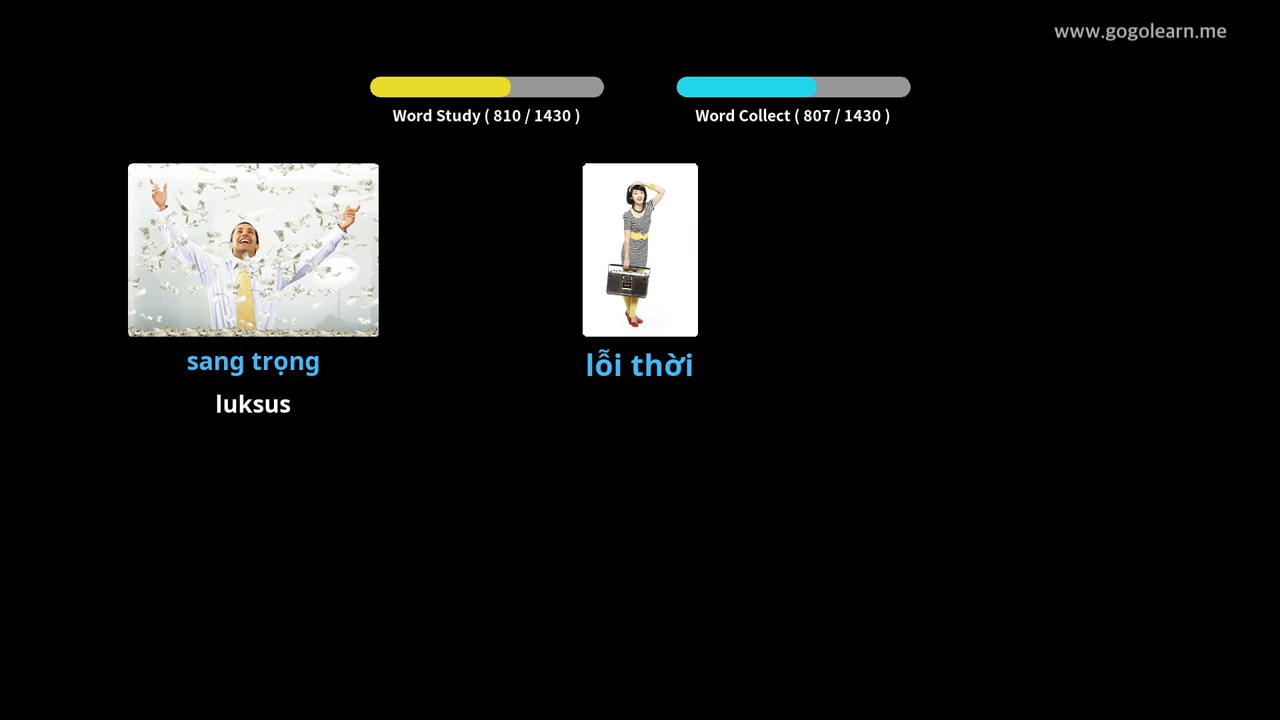 www.gogolearn.me
Word Study ( 810 / 1430 )
Word Collect ( 807 / 1430 )
sang trọng
lỗi thời
luksus